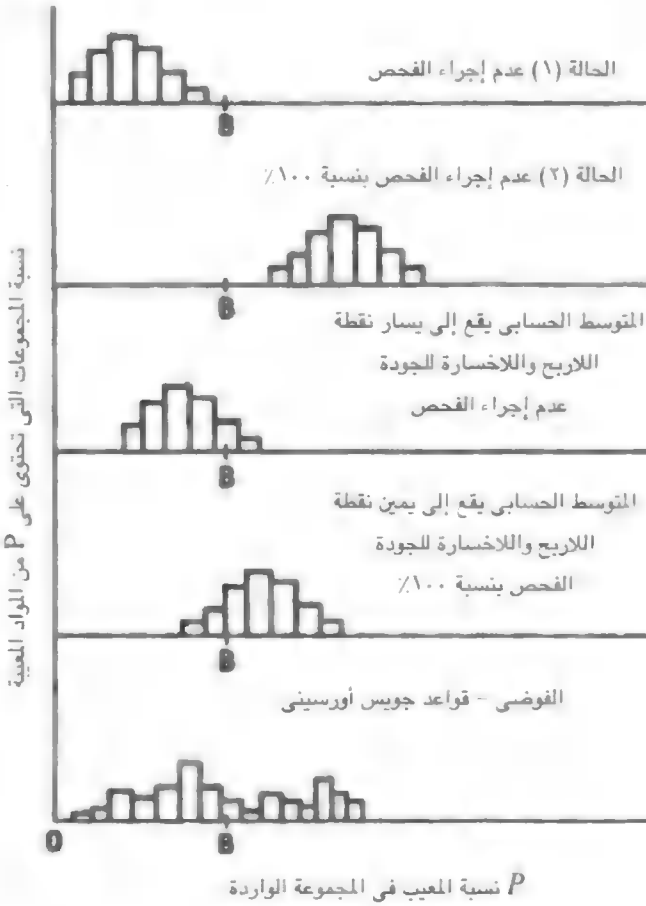 الحالة (١) عدم إجراء الفحص
B
الحالة (٢) عدم إجراء الفحص بنسبة ١٠٠٪
B
المتوسط الحسابى يقع إلى يسار نقطة
اللاربح واللاخسارة للجودة
عدم إجراء الفحص
B
المتوسط الحسابى يقع إلى يمين نقطة
اللاربح واللاخسارة للجودة
الفحص بنسبة ١٠٠٪
B
الفوضى - قواعد جويس أورسينى
0
B
P نسبة المعيب فى المجموعة الواردة
نسبة المجموعات التى تحتوى على P من المواد المعيبة